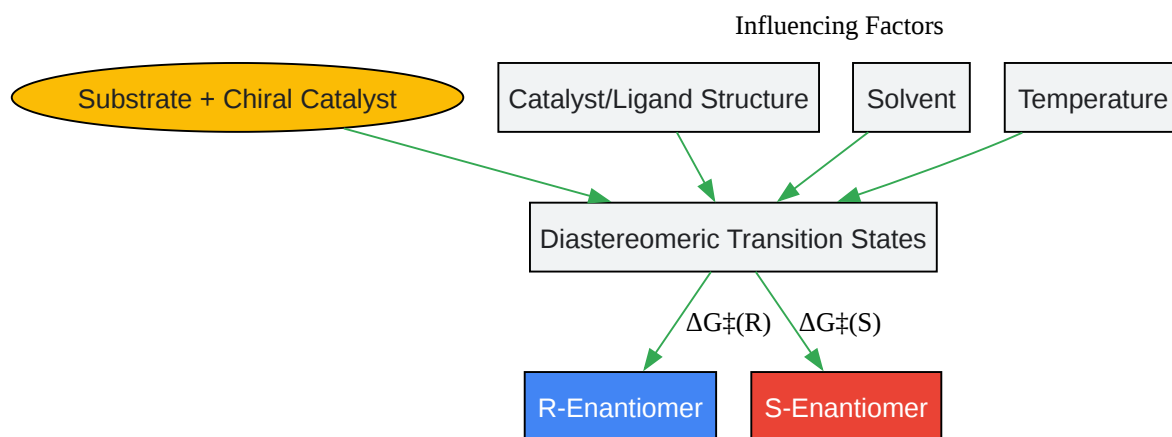 Influencing Factors
Substrate + Chiral Catalyst
Catalyst/Ligand Structure
Solvent
Temperature
Diastereomeric Transition States
ΔG‡(R)
ΔG‡(S)
R-Enantiomer
S-Enantiomer